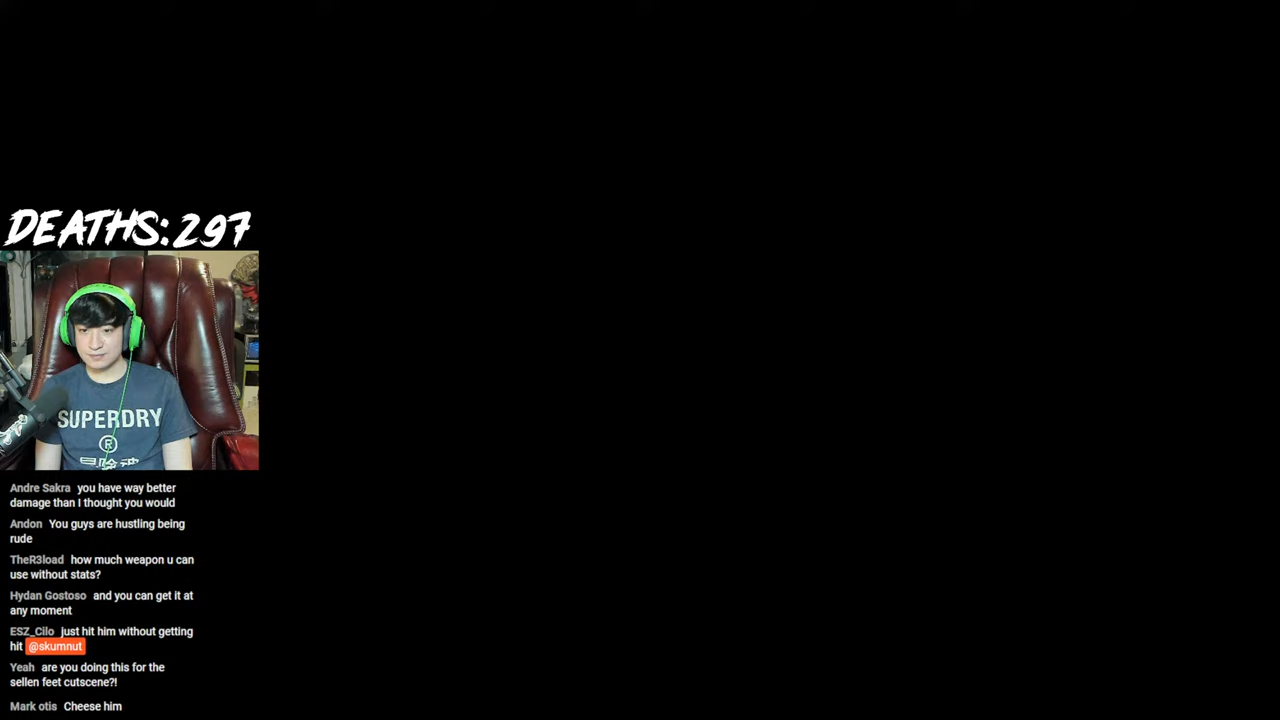 DEATHS:297
SUPERDRY
®
冒険魂
Andre Sakra you have way better
damage than I thought you would
Andon You guys are hustling being
rude
TheR3load how much weapon u can
use without stats?
Hydan Gostoso and you can get it at
any moment
ESZ_Cilo just hit him without getting
hit @skumnut
Yeah are you doing this for the
sellen feet cutscene?!
Mark otis Cheese him